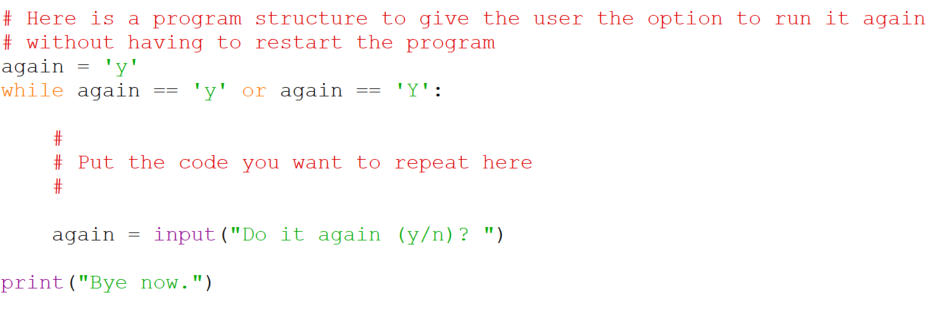 # Here is a program structure to give the user the option to run it again
# without having to restart the program
again = 'y'
while again == 'y' or again == 'Y':
    #
    # Put the code you want to repeat here
    #
    again = input("Do it again (y/n)? ")
print("Bye now.")